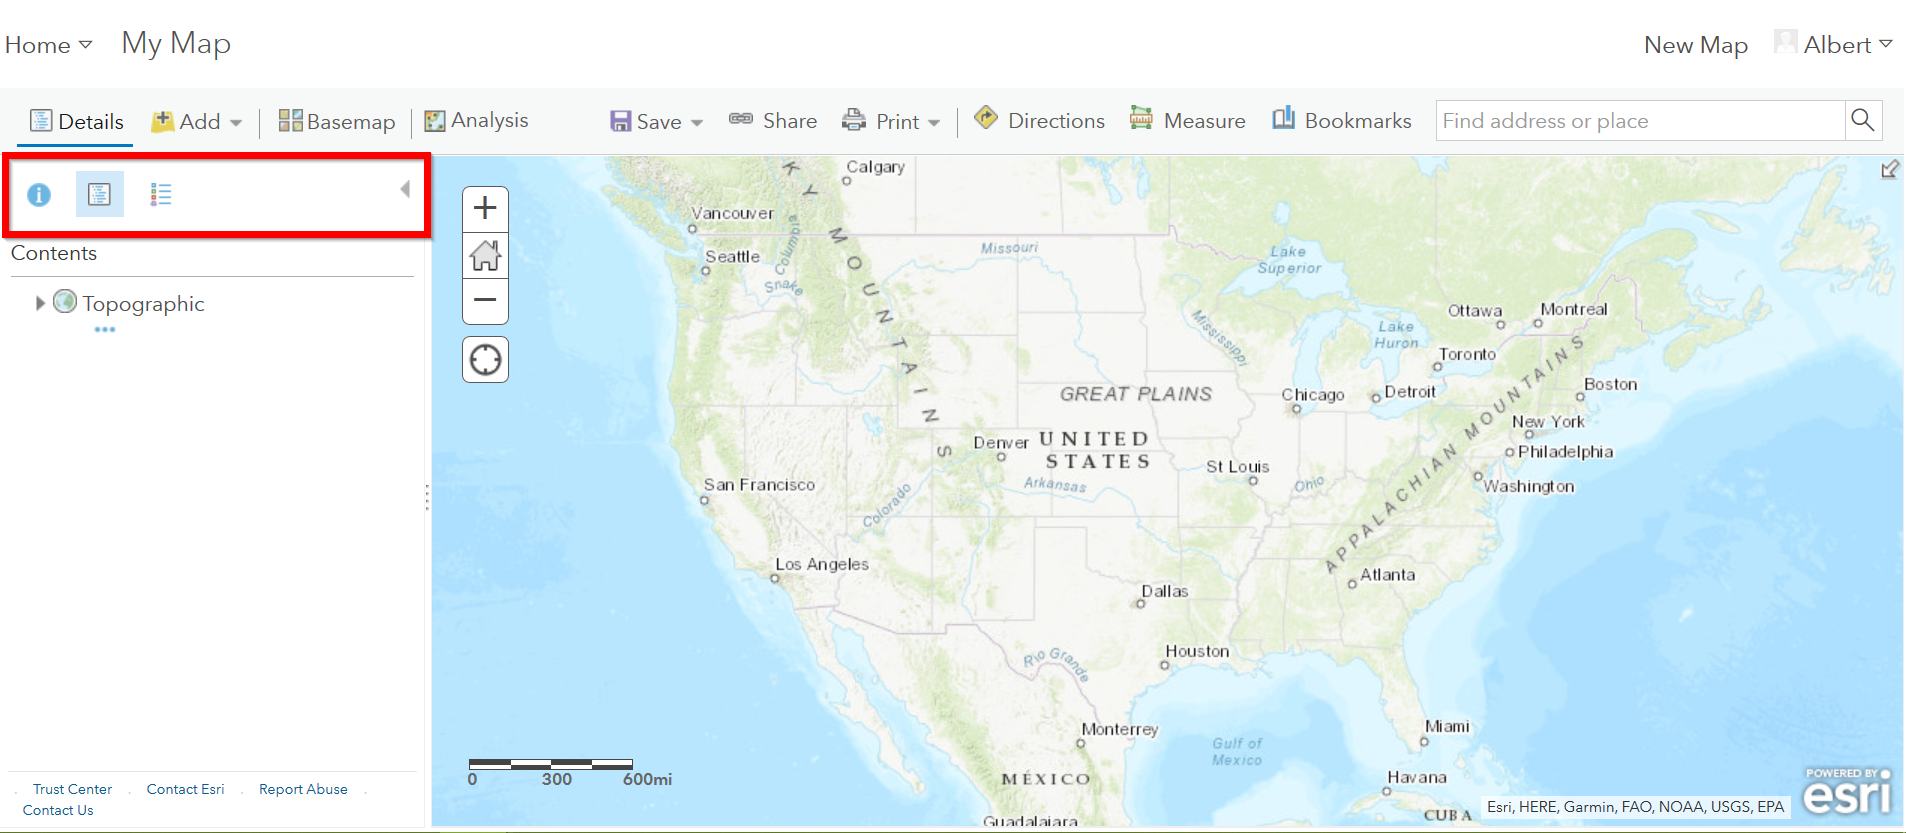 Home My Map New Map Albert
Details Add Basemap Analysis Save Share Print Directions Measure Bookmarks Find address or place
Contents
Topographic
Trust Center . Contact Esri . Report Abuse .
Contact Us
Calgary
Vancouver
Seattle
Columbia
Snake
Missouri
KY MOUNTAINS
Lake
Superior
Ottawa
Montreal
Mississippi
Lake
Huron
Toronto
GREAT PLAINS
Chicago
Detroit
Boston
New York
Philadelphia
Washington
APPALACHIAN MOUNTAINS
Denver
UNITED
STATES
St Louis
Ohio
Arkansas
San Francisco
Colorado
Los Angeles
Atlanta
Dallas
Houston
Rio Grande
Monterrey
Gulf of
Mexico
Miami
MÉXICO
Havana
CUBA
Guadalajara
0 300 600mi
Esri, HERE, Garmin, FAO, NOAA, USGS, EPA
POWERED BY
esri